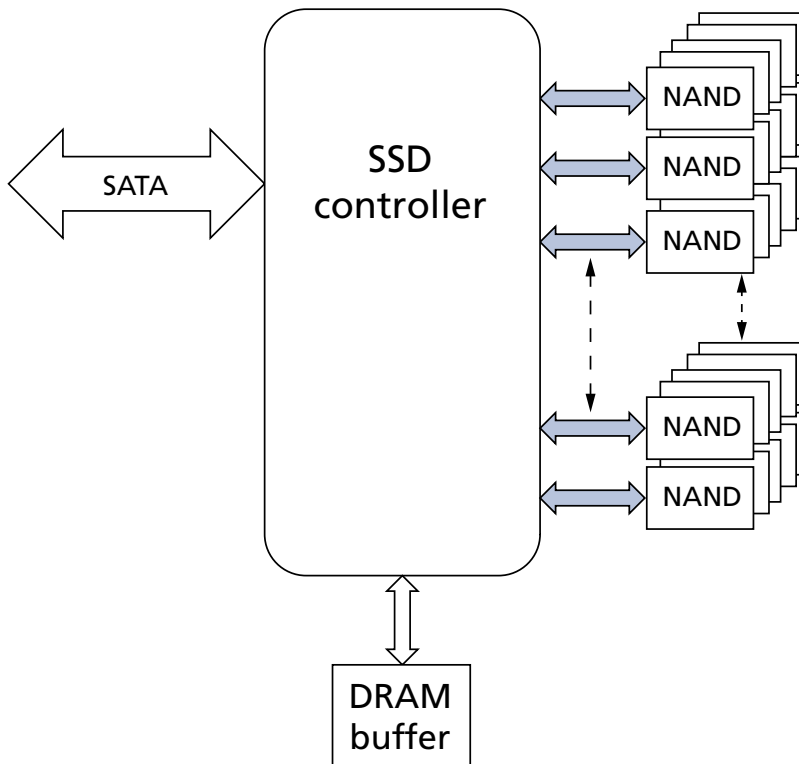 SATA
SSD
controller
NAND
NAND
NAND
NAND
NAND
DRAM
buffer